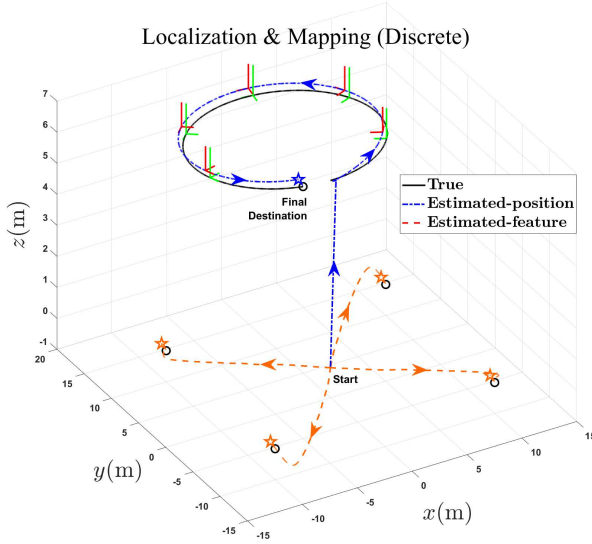 Localization & Mapping (Discrete)
7
6
5
4
3
2
1
0
-1
z(m)
True
Estimated-position
Estimated-feature
Final
Destination
Start
20
15
10
5
0
-5
-10
-15
y(m)
-15
-10
-5
0
5
10
15
x(m)